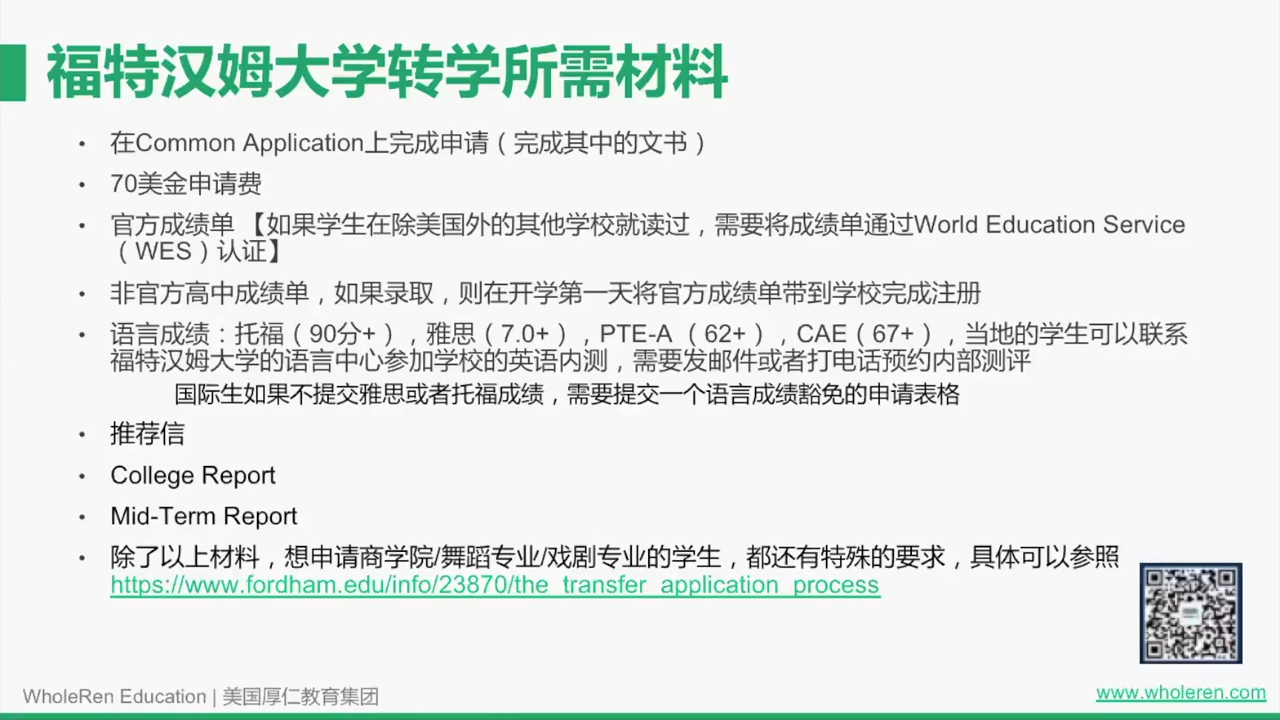 福特汉姆大学转学所需材料
• 在Common Application上完成申请（完成其中的文书）
• 70美金申请费
• 官方成绩单 【如果学生在除美国外的其他学校就读过，需要将成绩单通过World Education Service
（WES）认证】
• 非官方高中成绩单，如果录取，则在开学第一天将官方成绩单带到学校完成注册
• 语言成绩：托福（90分+），雅思（7.0+），PTE-A （62+），CAE（67+），当地的学生可以联系
福特汉姆大学的语言中心参加学校的英语内测，需要发邮件或者打电话预约内部测评
国际生如果不提交雅思或者托福成绩，需要提交一个语言成绩豁免的申请表格
• 推荐信
• College Report
• Mid-Term Report
• 除了以上材料，想申请商学院/舞蹈专业/戏剧专业的学生，都还有特殊的要求，具体可以参照
https://www.fordham.edu/info/23870/the_transfer_application_process
WholeRen Education | 美国厚仁教育集团
www.wholeren.com